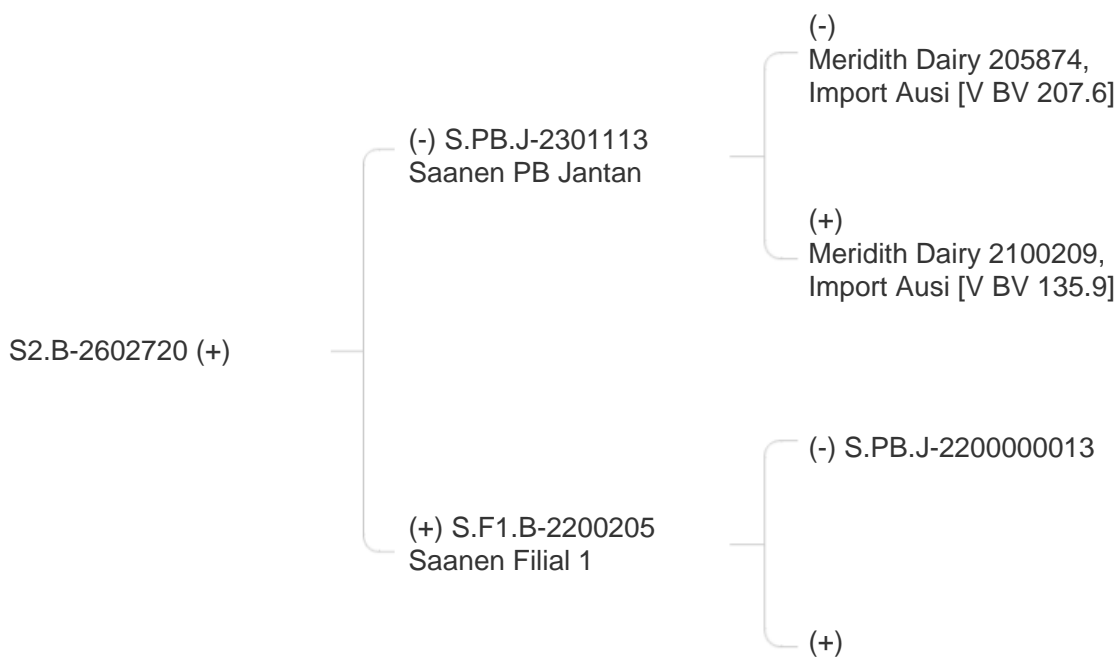 (-)
Meridith Dairy 205874,
Import Ausi [V BV 207.6]
(-) S.PB.J-2301113
Saanen PB Jantan
(+)
Meridith Dairy 2100209,
Import Ausi [V BV 135.9]
S2.B-2602720 (+)
(-) S.PB.J-2200000013
(+) S.F1.B-2200205
Saanen Filial 1
(+)